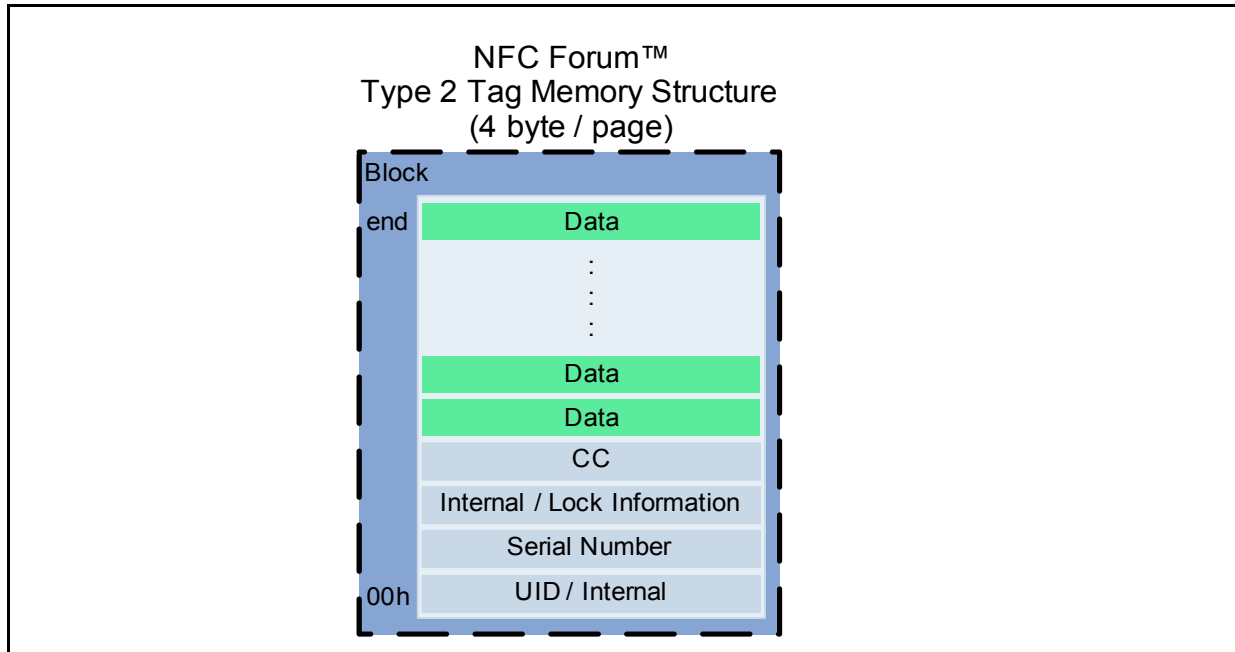 NFC Forum™
Type 2 Tag Memory Structure
(4 byte / page)
Block
end Data
:
:
:
Data
Data
CC
Internal / Lock Information
Serial Number
00h UID / Internal